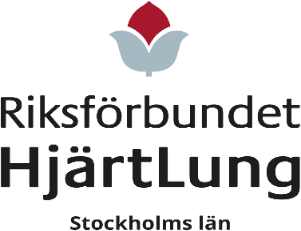 Riksförbundet
HjärtLung
Stockholms län